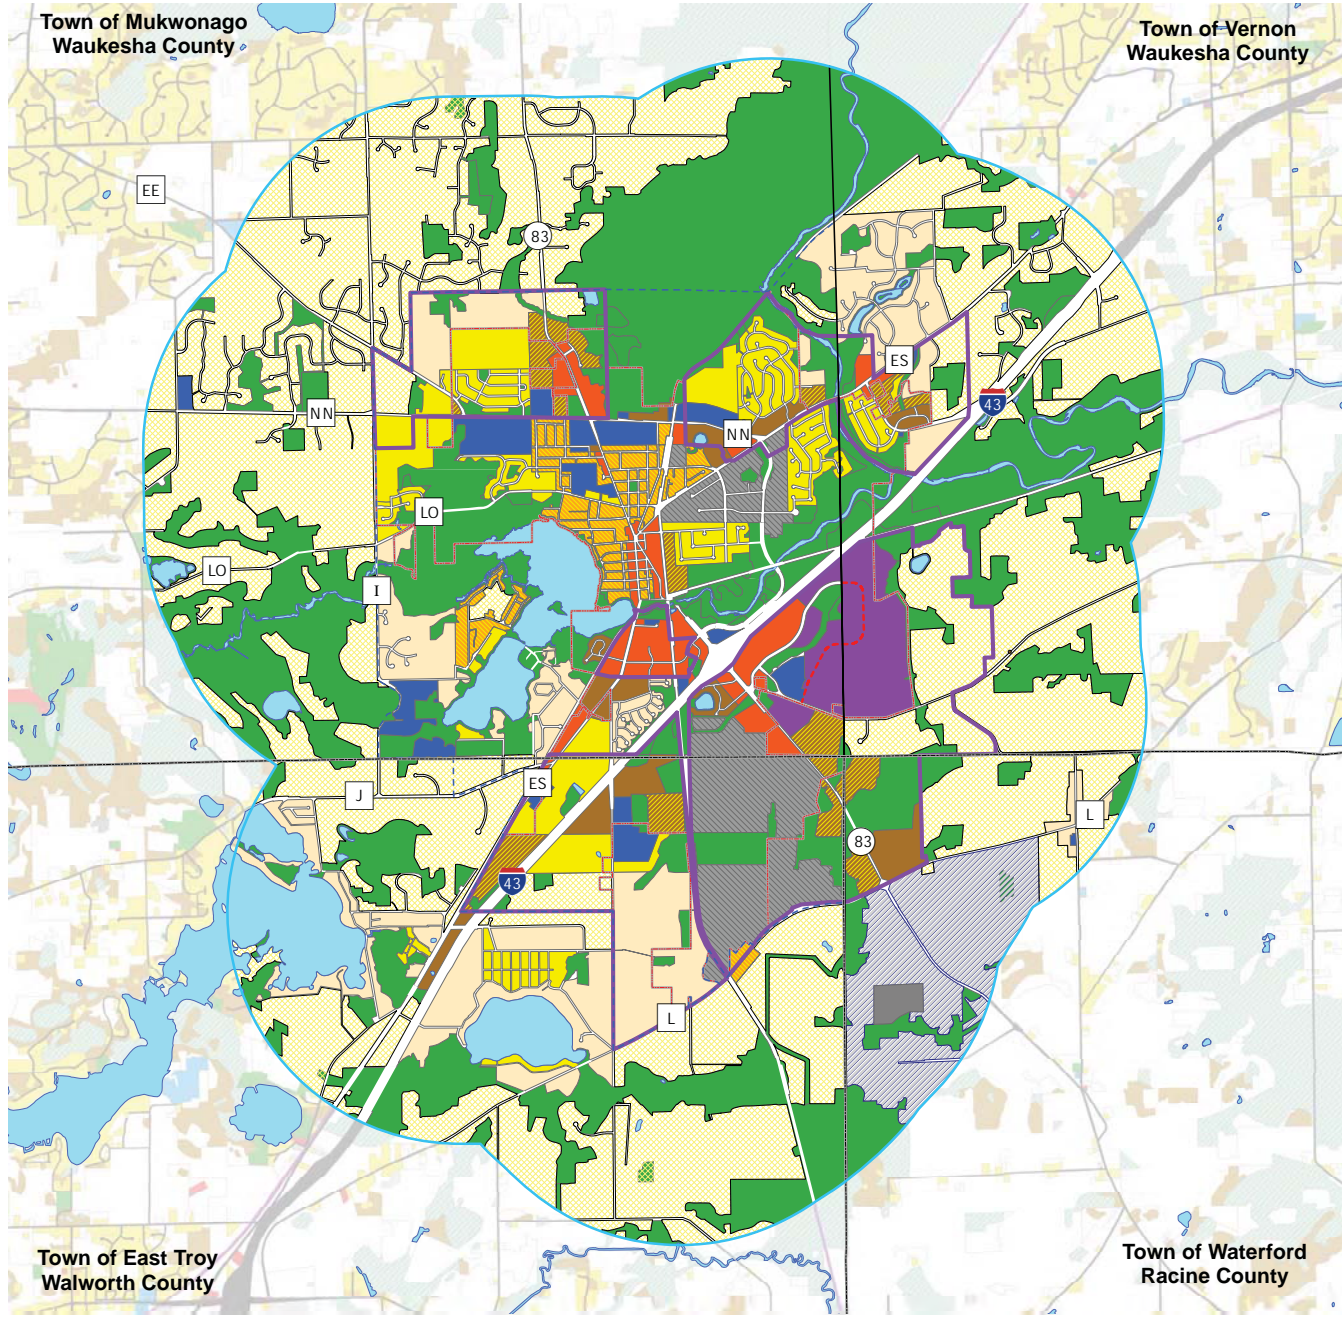 Town of Mukwonago
Waukesha County
Town of Vernon
Waukesha County
EE
83
ES
43
NN
NN
LO
LO
I
ES
J
L
83
43
L
Town of East Troy
Walworth County
Town of Waterford
Racine County